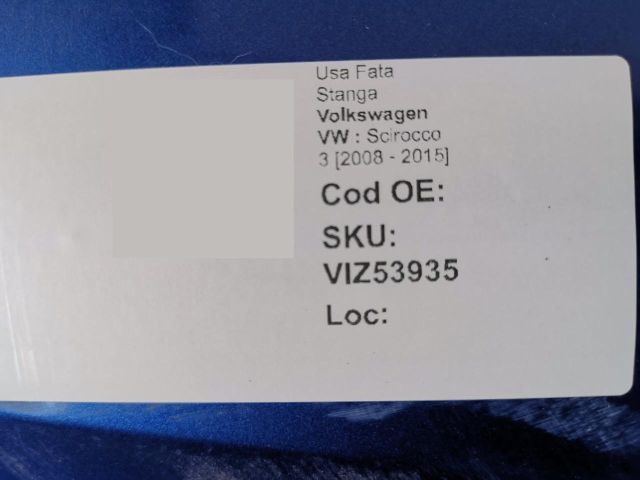 Usa Fata
Stanga
Volkswagen
VW : Scirocco
3 [2008 - 2015]
Cod OE:
SKU:
VIZ53935
Loc: